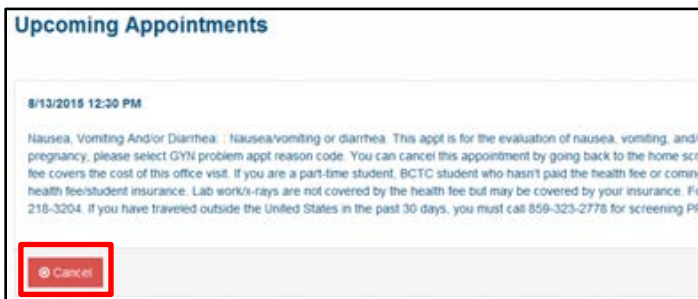 Upcoming Appointments
8/13/2015 12:30 PM
Nausea, Vomiting And/or Diarrhea: : Nausea/vomiting or diarrhea. This appt is for the evaluation of nausea, vomiting, and/
pregnancy, please select GYN problem appt reason code. You can cancel this appointment by going back to the home scr
fee covers the cost of this office visit. If you are a part-time student, BCTC student who hasn't paid the health fee or coming
health fee/student insurance. Lab work/x-rays are not covered by the health fee but may be covered by your insurance. Fo
218-3204. If you have traveled outside the United States in the past 30 days, you must call 859-323-2778 for screening PR
Cancel